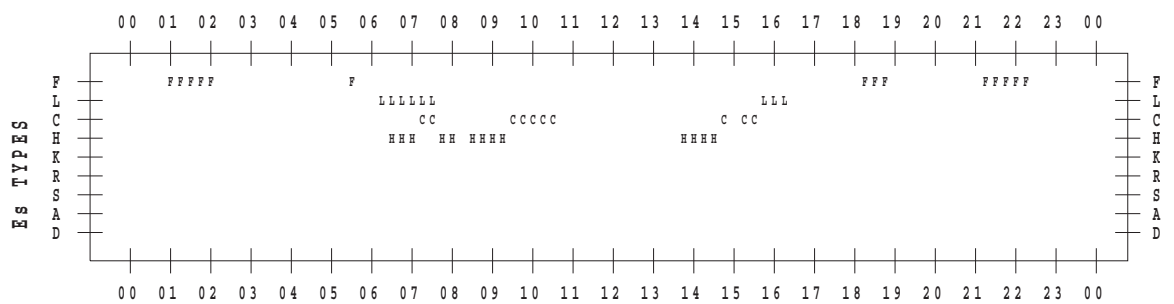 00 01 02 03 04 05 06 07 08 09 10 11 12 13 14 15 16 17 18 19 20 21 22 23 00
F FFFFF F FFF FFFFF F
L LLLLLL LLL L
C CC CCCCC C CC C
H HHH HH HHHH HHHH H
K K
R R
S S
A A
D D
Es TYPES
00 01 02 03 04 05 06 07 08 09 10 11 12 13 14 15 16 17 18 19 20 21 22 23 00